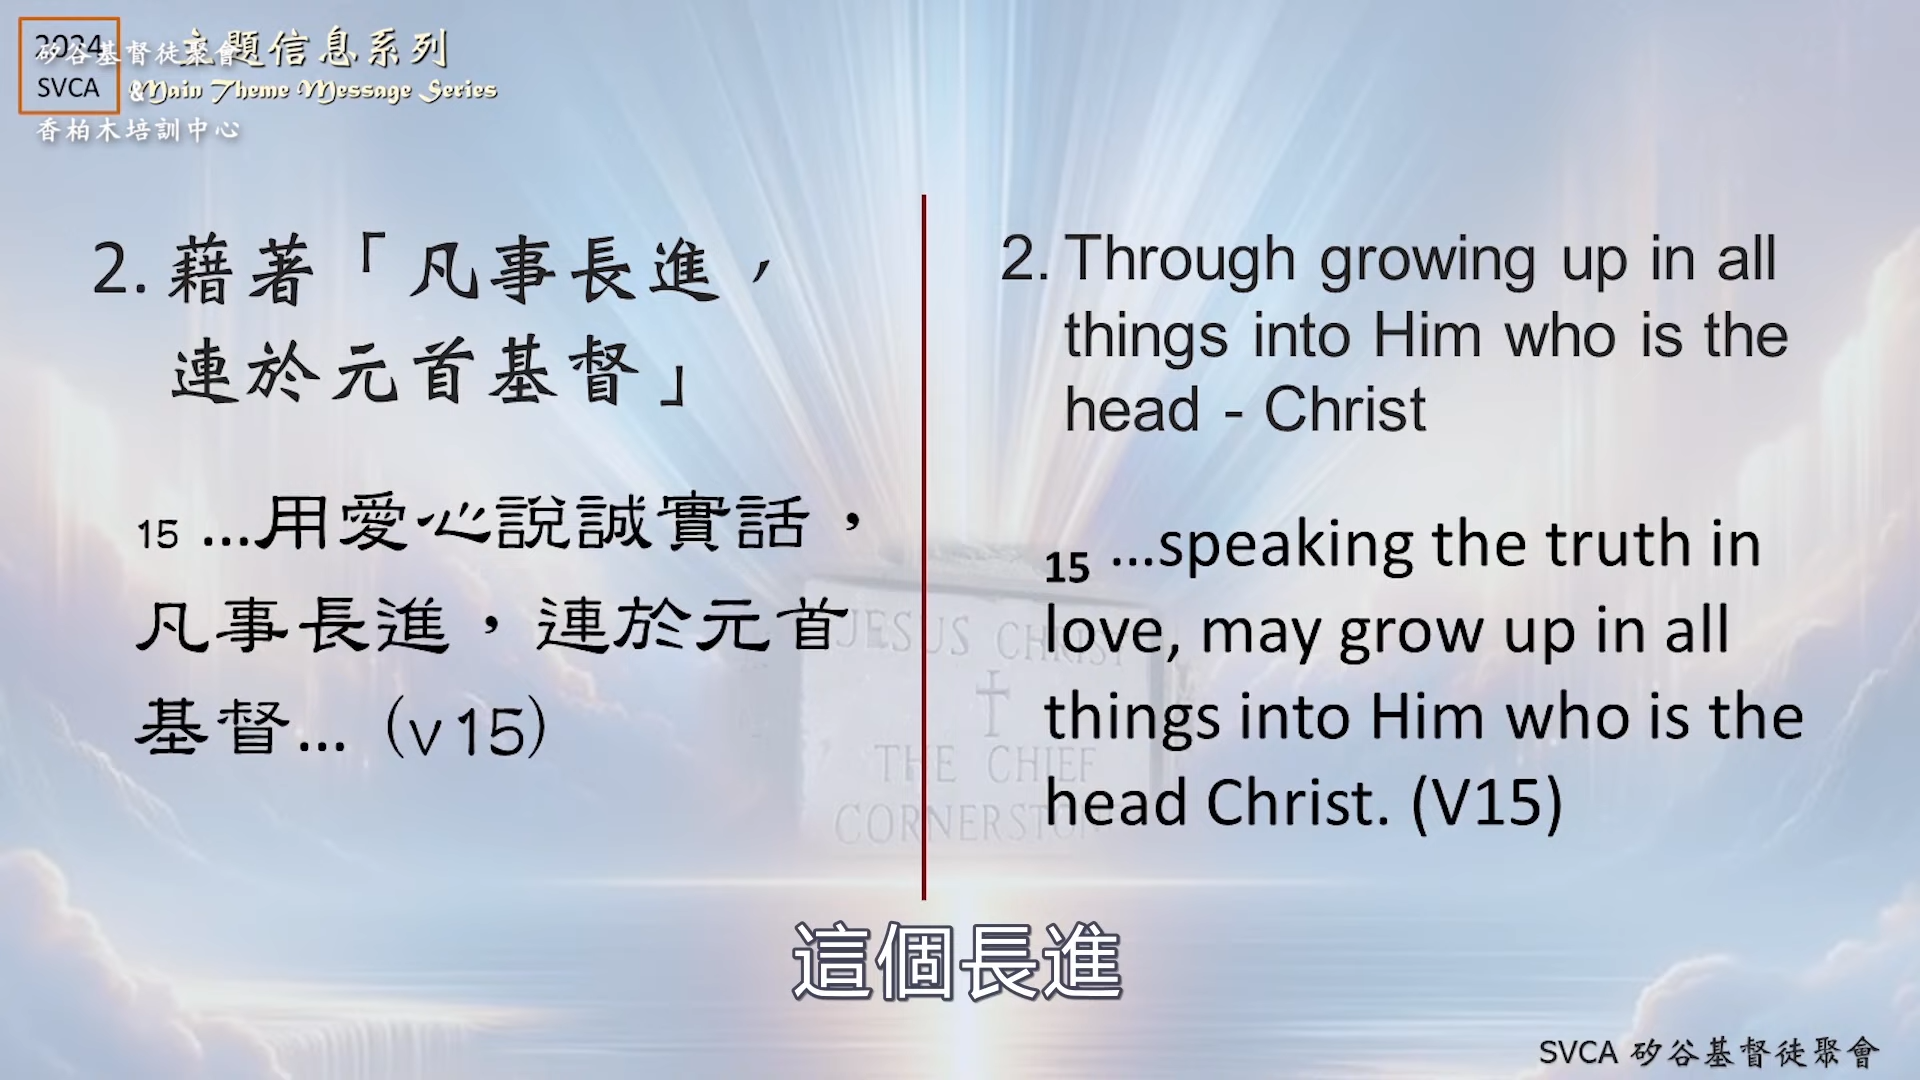 2024
矽谷基督徒聚會
主題信息系列
SVCA
&
Main Theme Message Series
香柏木培訓中心
2. 藉著「凡事長進，
連於元首基督」
15 ...用愛心說誠實話，
凡事長進，連於元首
基督... (v15)
2. Through growing up in all
things into Him who is the
head - Christ
15 ...speaking the truth in
love, may grow up in all
things into Him who is the
head Christ. (V15)
JESUS CHRIST
THE CHIEF
這個長進
SVCA 矽谷基督徒聚會